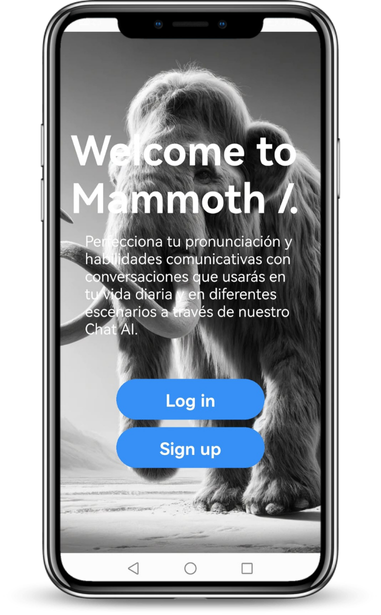 Welcome to
Mammoth /.
Perfecciona tu pronunciación y
habilidades comunicativas con
conversaciones que usarás en
tu vida diaria y en diferentes
escenarios a través de nuestro
Chat AI.
Log in
Sign up